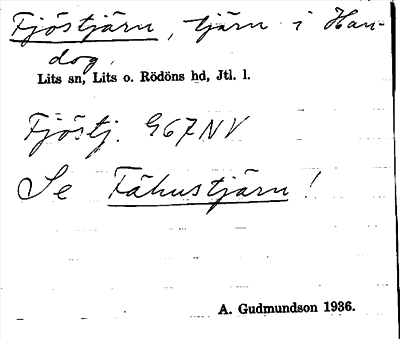 Fjöstjärn, tjärn i Han-
dog,
Lits sn, Lits o. Rödöns hd, Jtl. l.
Fjöstj. 967NV
Se Fähustjärn!
A. Gudmundson 1936.